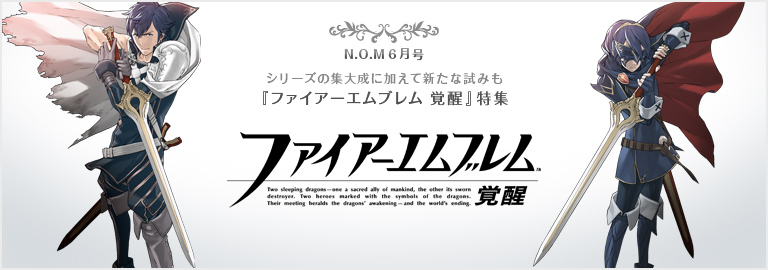 N.O.M 6月号
シリーズの集大成に加えて新たな試みも
『ファイアーエムブレム 覚醒』特集
ファイアーエムブレム™
Two sleeping dragons—one a sacred ally of mankind, the other its sworn
destroyer. Two heroes marked with the symbols of the dragons.
Their meeting heralds the dragons' awakening—and the world's ending.
覚醒